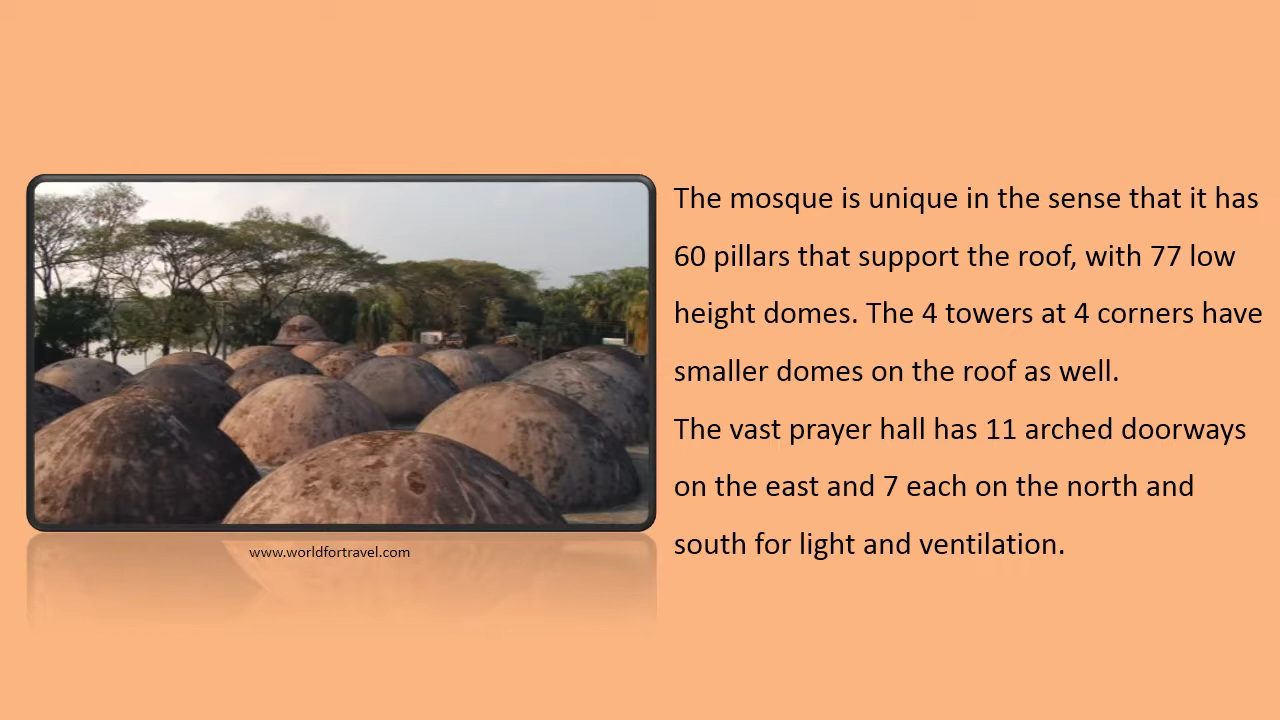 The mosque is unique in the sense that it has
60 pillars that support the roof, with 77 low
height domes. The 4 towers at 4 corners have
smaller domes on the roof as well.
The vast prayer hall has 11 arched doorways
on the east and 7 each on the north and
south for light and ventilation.
www.worldfortravel.com